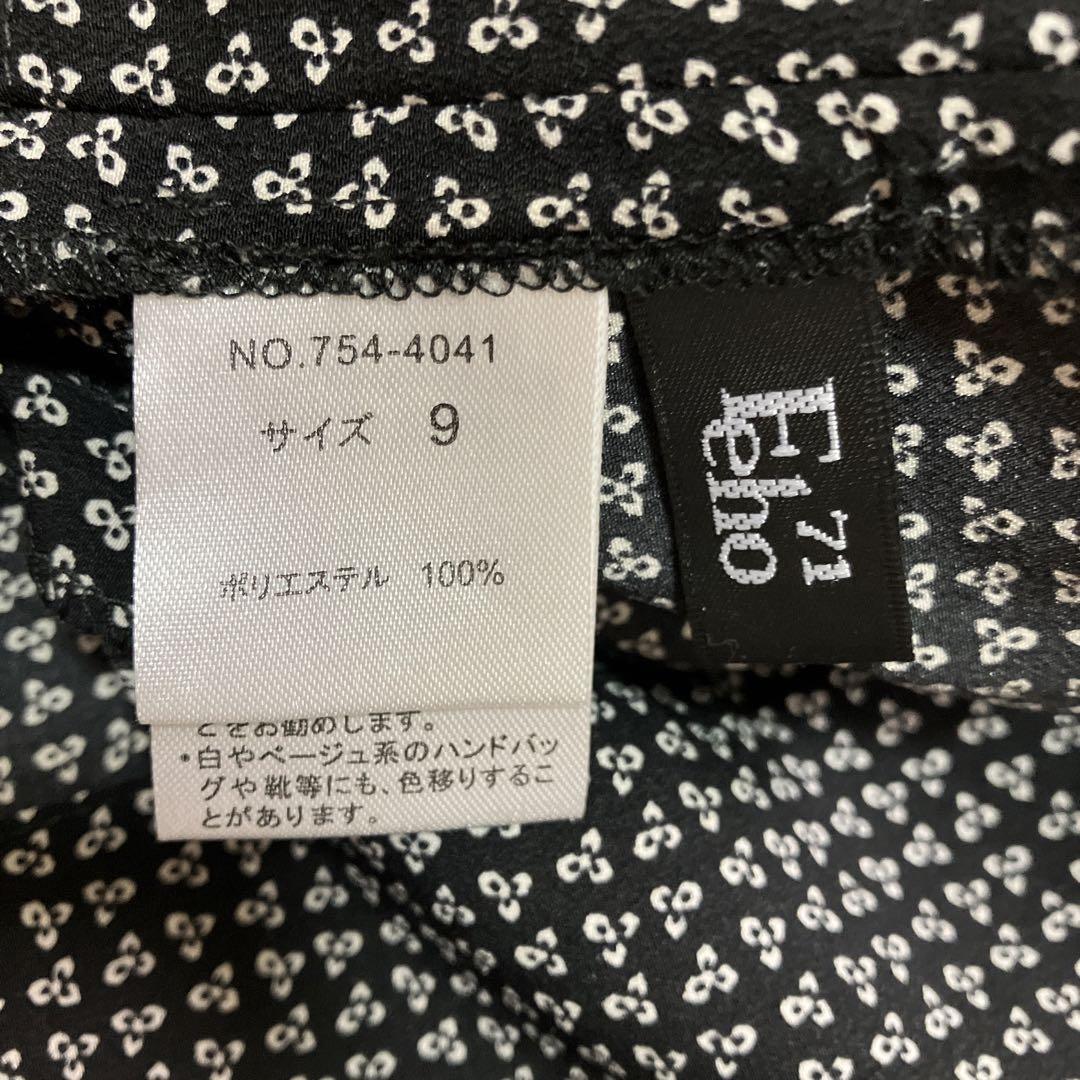 NO.754-4041
サイズ 9
ポリエステル 100%
とをお勧めします。
・白やベージュ系のハンドバッ
グや靴等にも、色移りするこ
とがあります。
Echo
71